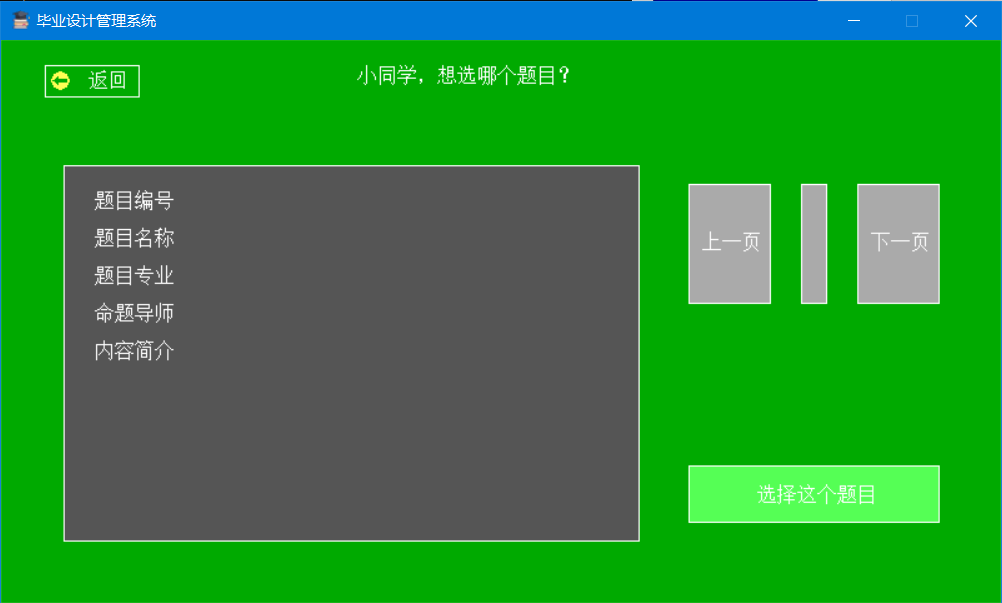 毕业设计管理系统
返回
小同学，想选哪个题目？
题目编号
题目名称
题目专业
命题导师
内容简介
上一页
下一页
选择这个题目